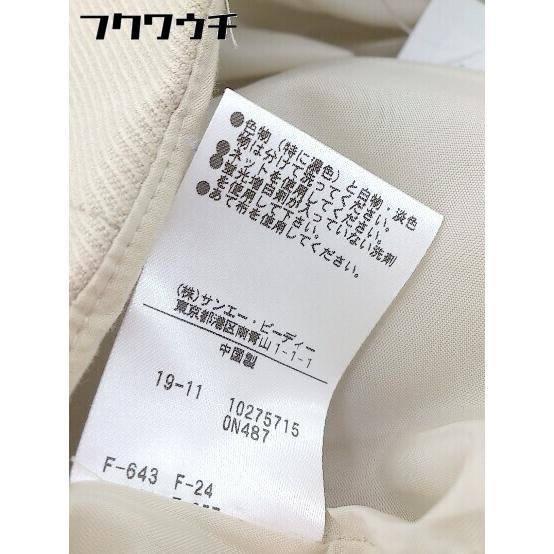 フクワウチ
●色物(特に濃色)と白物、淡色
物は分けて洗ってください。
●ネットを使用してください。
●蛍光増白剤が入っていない洗剤
を使用して下さい。
●あて布を使用してください。
(株)サンエー・ビーディー
東京都港区南青山1-1-1
中国製
19-11 10275715
0N487
F-643 F-24